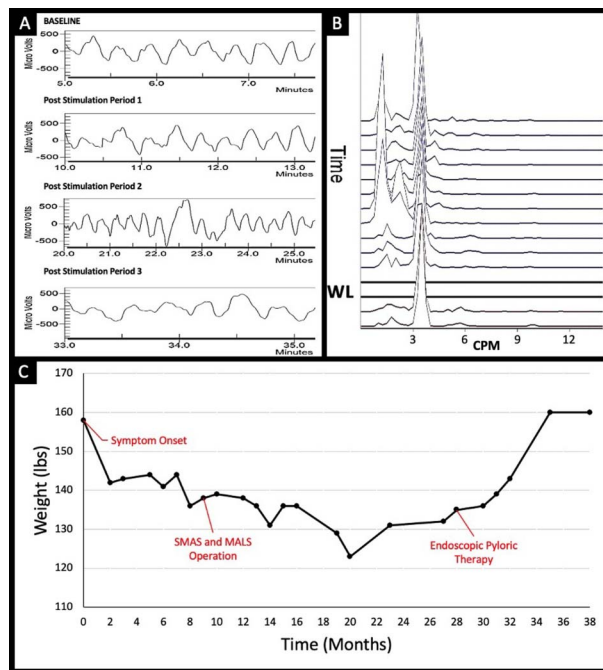 A
BASELINE
Micro Volts
500
0
-500
5.0 6.0 7.0
Minutes
Post Stimulation Period 1
Micro Volts
500
0
-500
10.0 11.0 12.0 13.0
Minutes
Post Stimulation Period 2
Micro Volts
500
0
-500
20.0 21.0 22.0 23.0 24.0 25.0
Minutes
Post Stimulation Period 3
Micro Volts
500
0
-500
33.0 34.0 35.0
Minutes
B
Time
WL
3 6 9 12
CPM
C
Weight (lbs)
170
160
150
140
130
120
110
Symptom Onset
SMAS and MALS
Operation
Endoscopic Pyloric
Therapy
0 2 4 6 8 10 12 14 16 18 20 22 24 26 28 30 32 34 36 38
Time (Months)